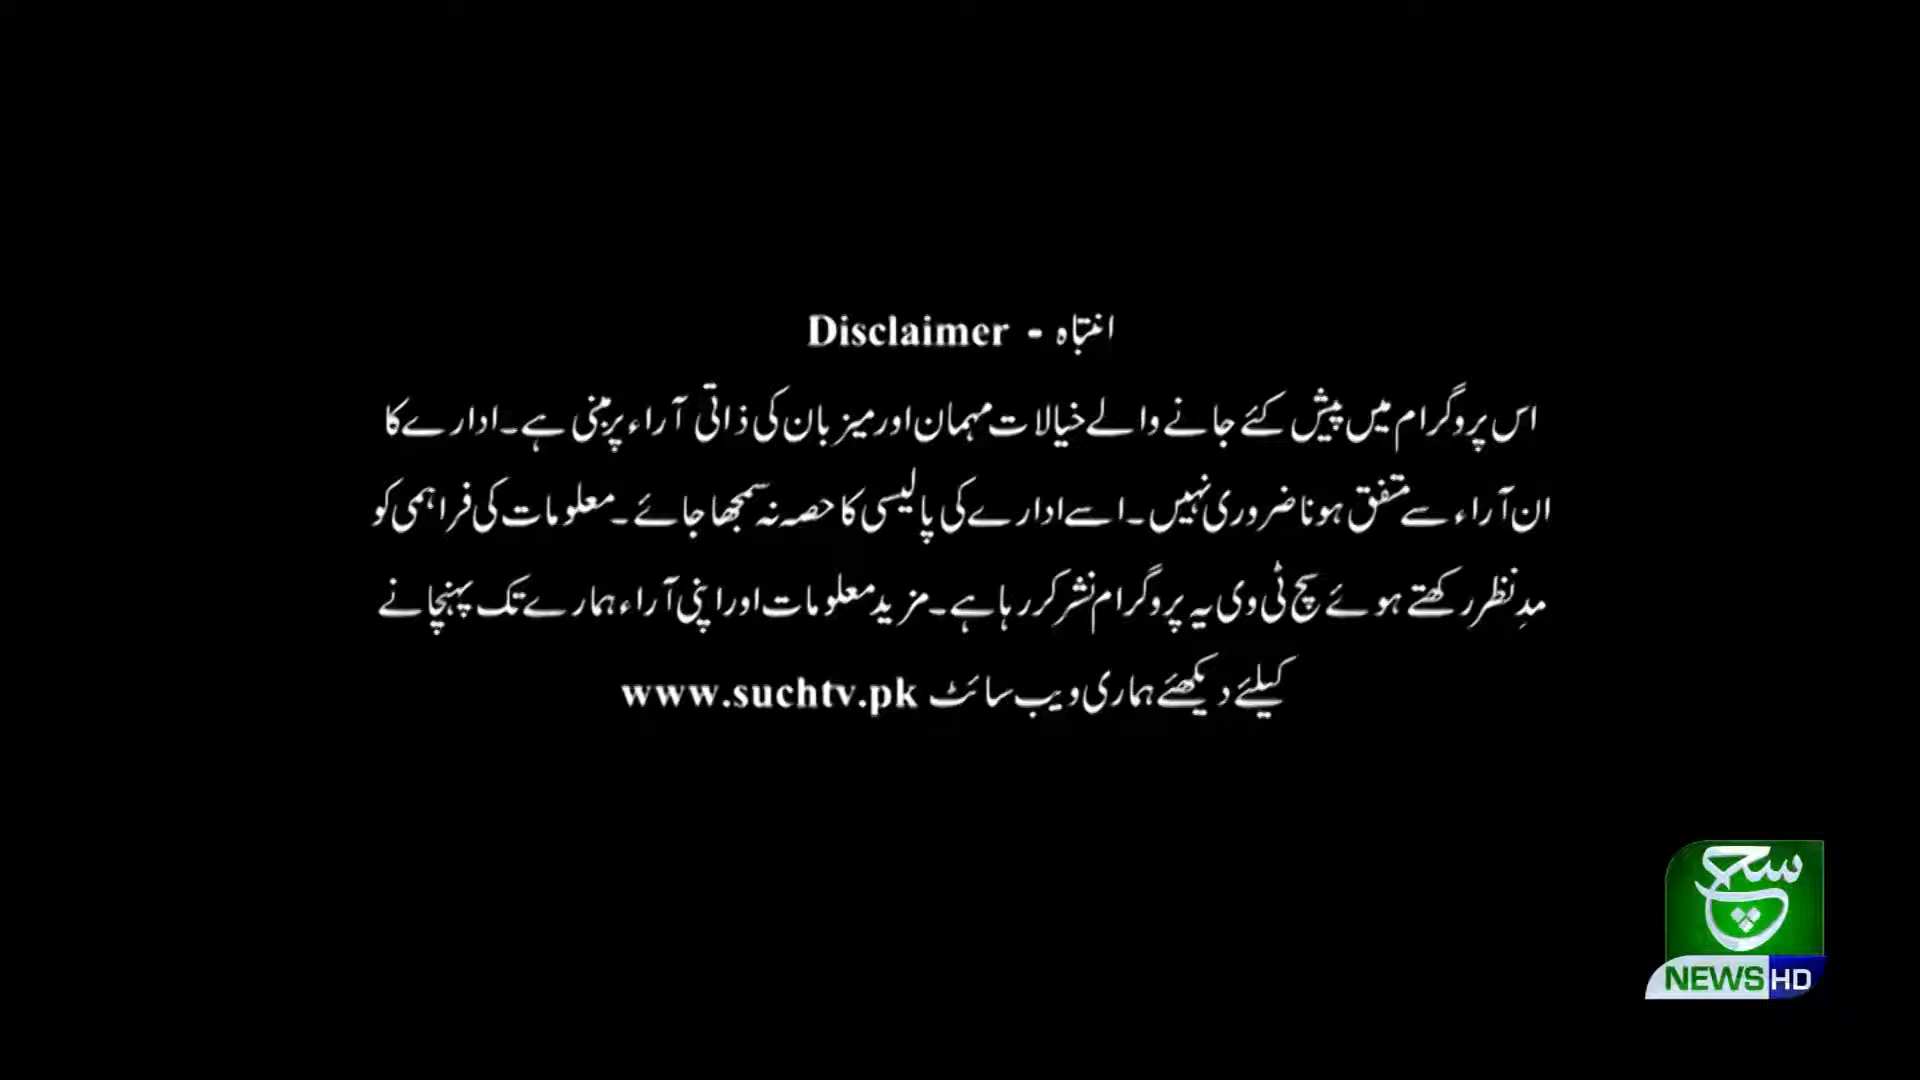 انتباہ - Disclaimer
اس پروگرام میں پیش کئے جانے والے خیالات مہمان اور میزبان کی ذاتی آراء پر مبنی ہے۔ ادارے کا
ان آراء سے متفق ہونا ضروری نہیں۔ اسے ادارے کی پالیسی کا حصہ نہ سمجھا جائے۔ معلومات کی فراہمی کو
مدِنظر رکھتے ہوئے سچ ٹی وی یہ پروگرام نشر کر رہا ہے۔ مزید معلومات اور اپنی آراء ہمارے تک پہنچانے
کیلئے دیکھئے ہماری ویب سائٹ www.suchtv.pk
سچ
NEWS HD